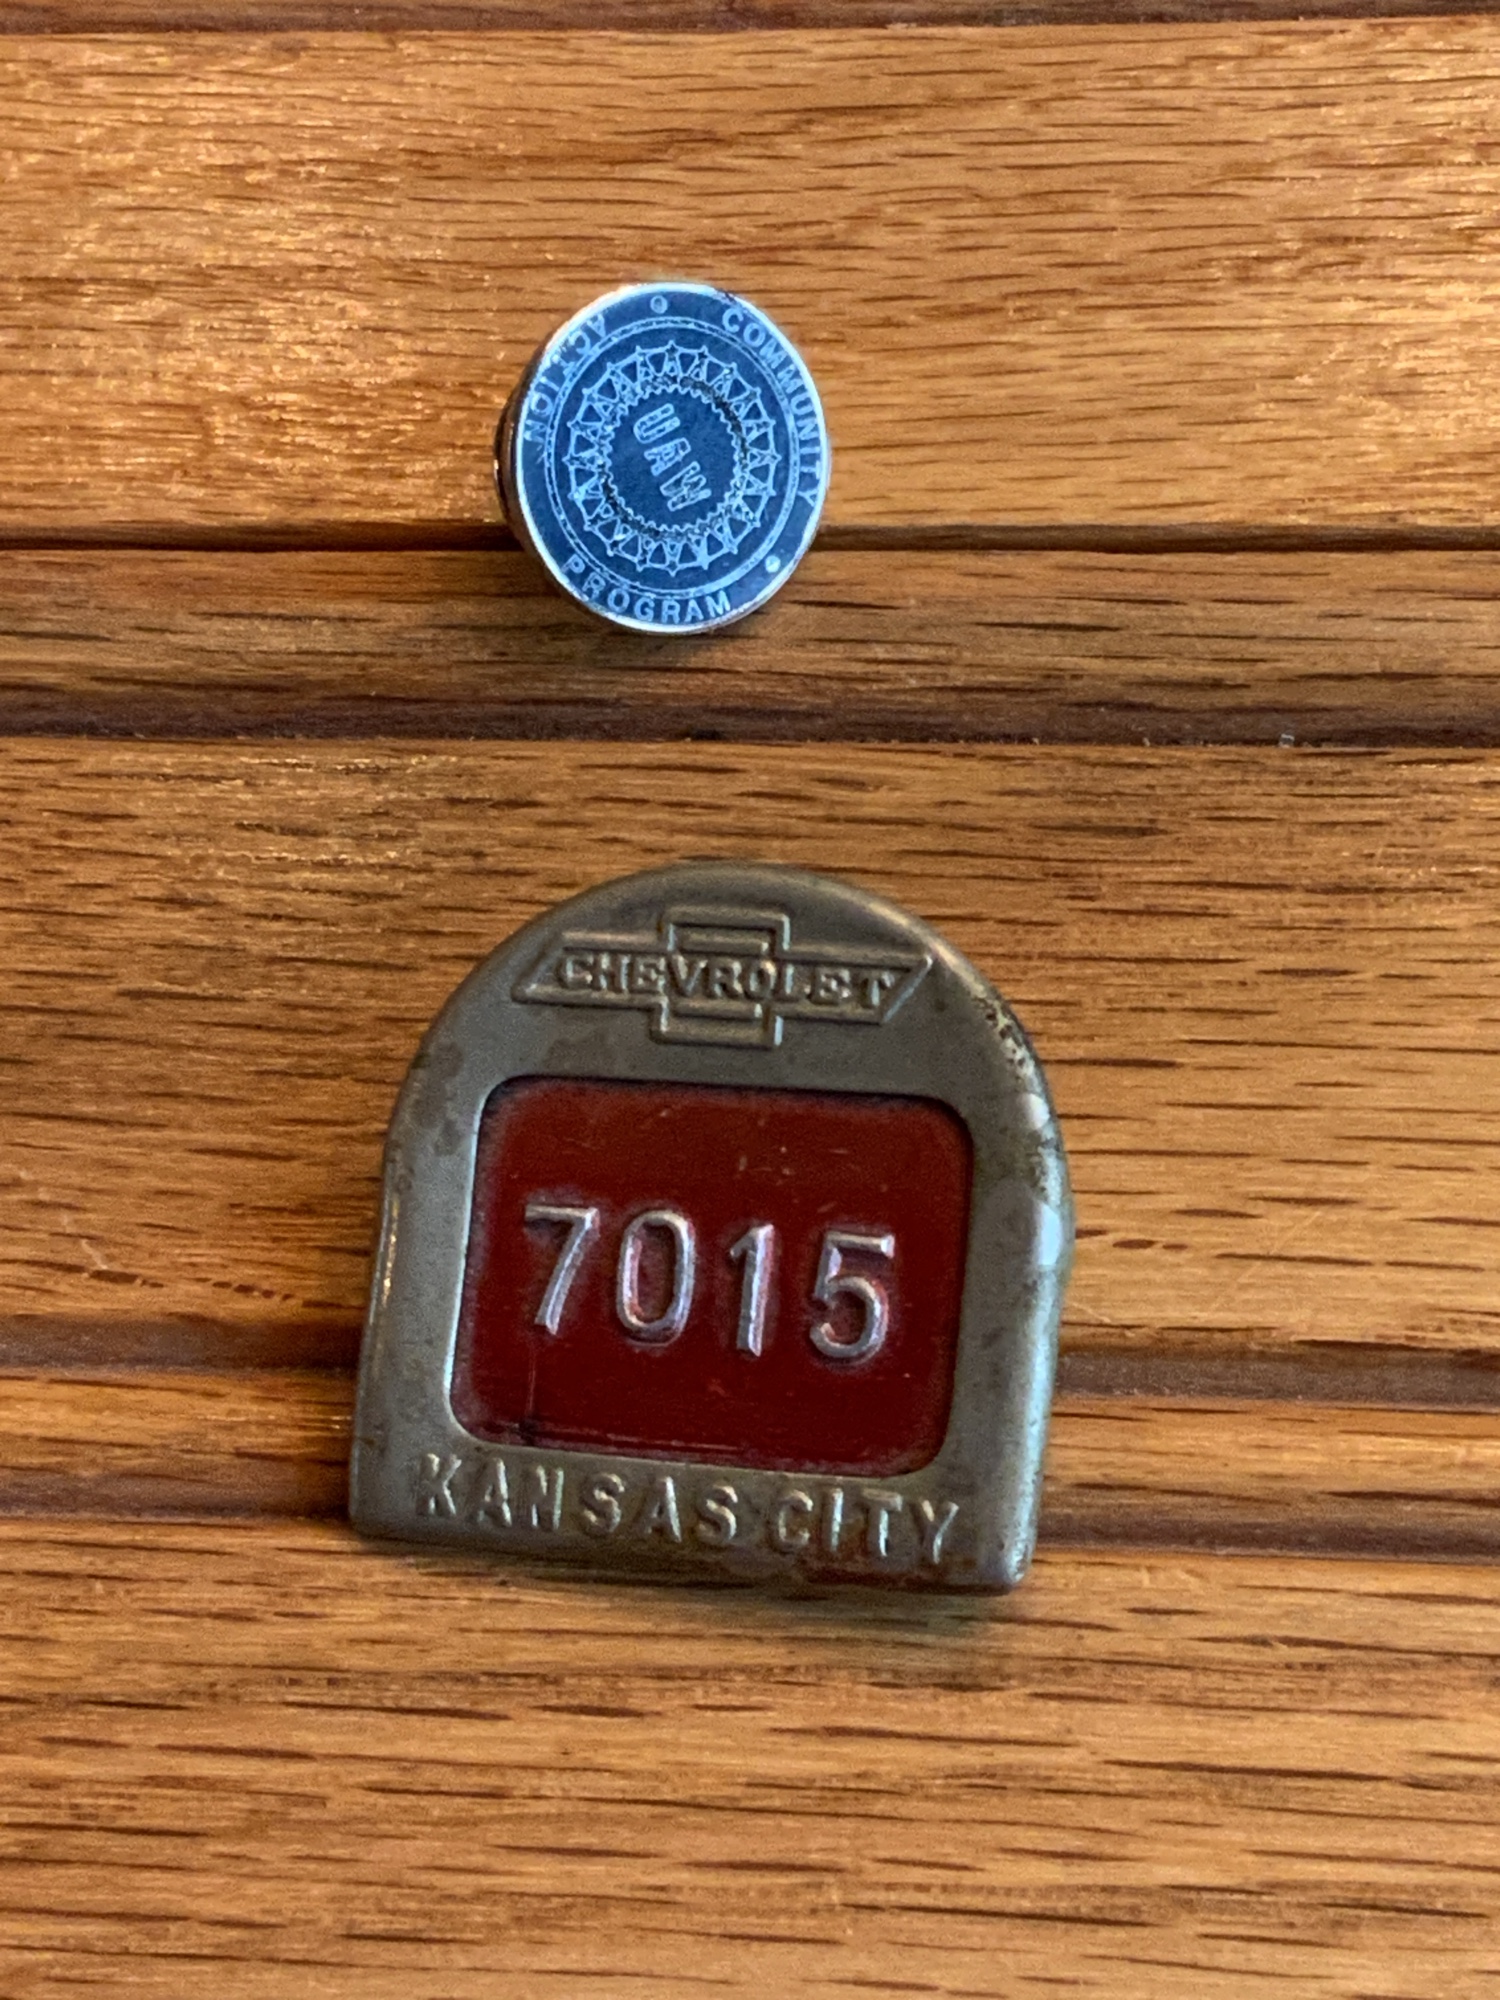 COMMUNITY
ACTION
PROGRAM
UAW
CHEVROLET
7015
KANSAS CITY